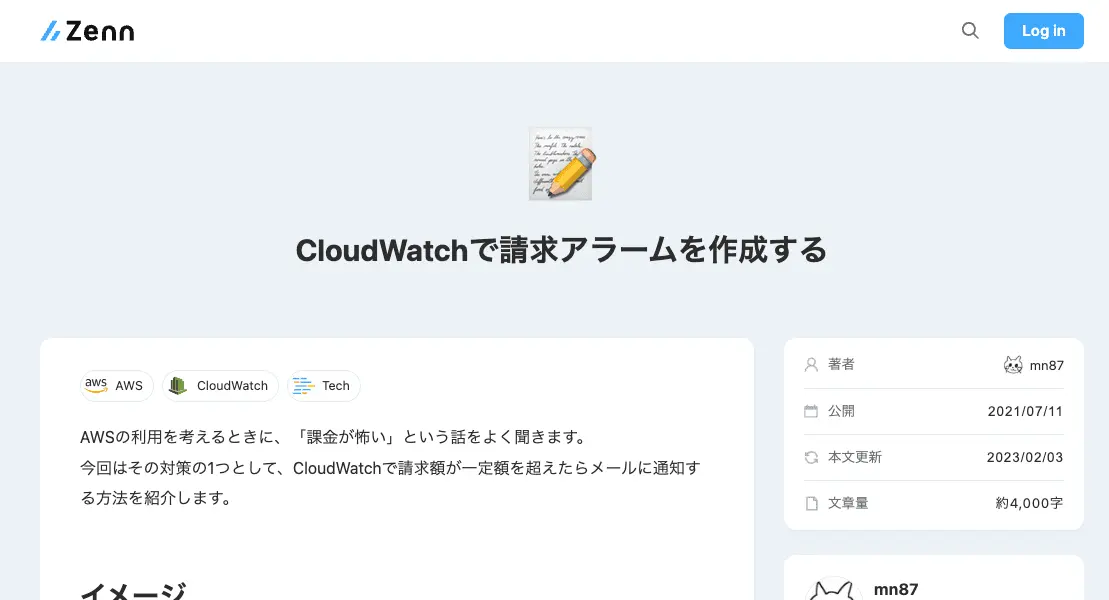 Zenn
Log in
CloudWatchで請求アラームを作成する
aws AWS
CloudWatch
Tech
AWSの利用を考えるときに、「課金が怖い」という話をよく聞きます。
今回はその対策の1つとして、CloudWatchで請求額が一定額を超えたらメールに通知す
る方法を紹介します。
イメージ
著者
mn87
公開
2021/07/11
本文更新
2023/02/03
文章量
約4,000字
mn87